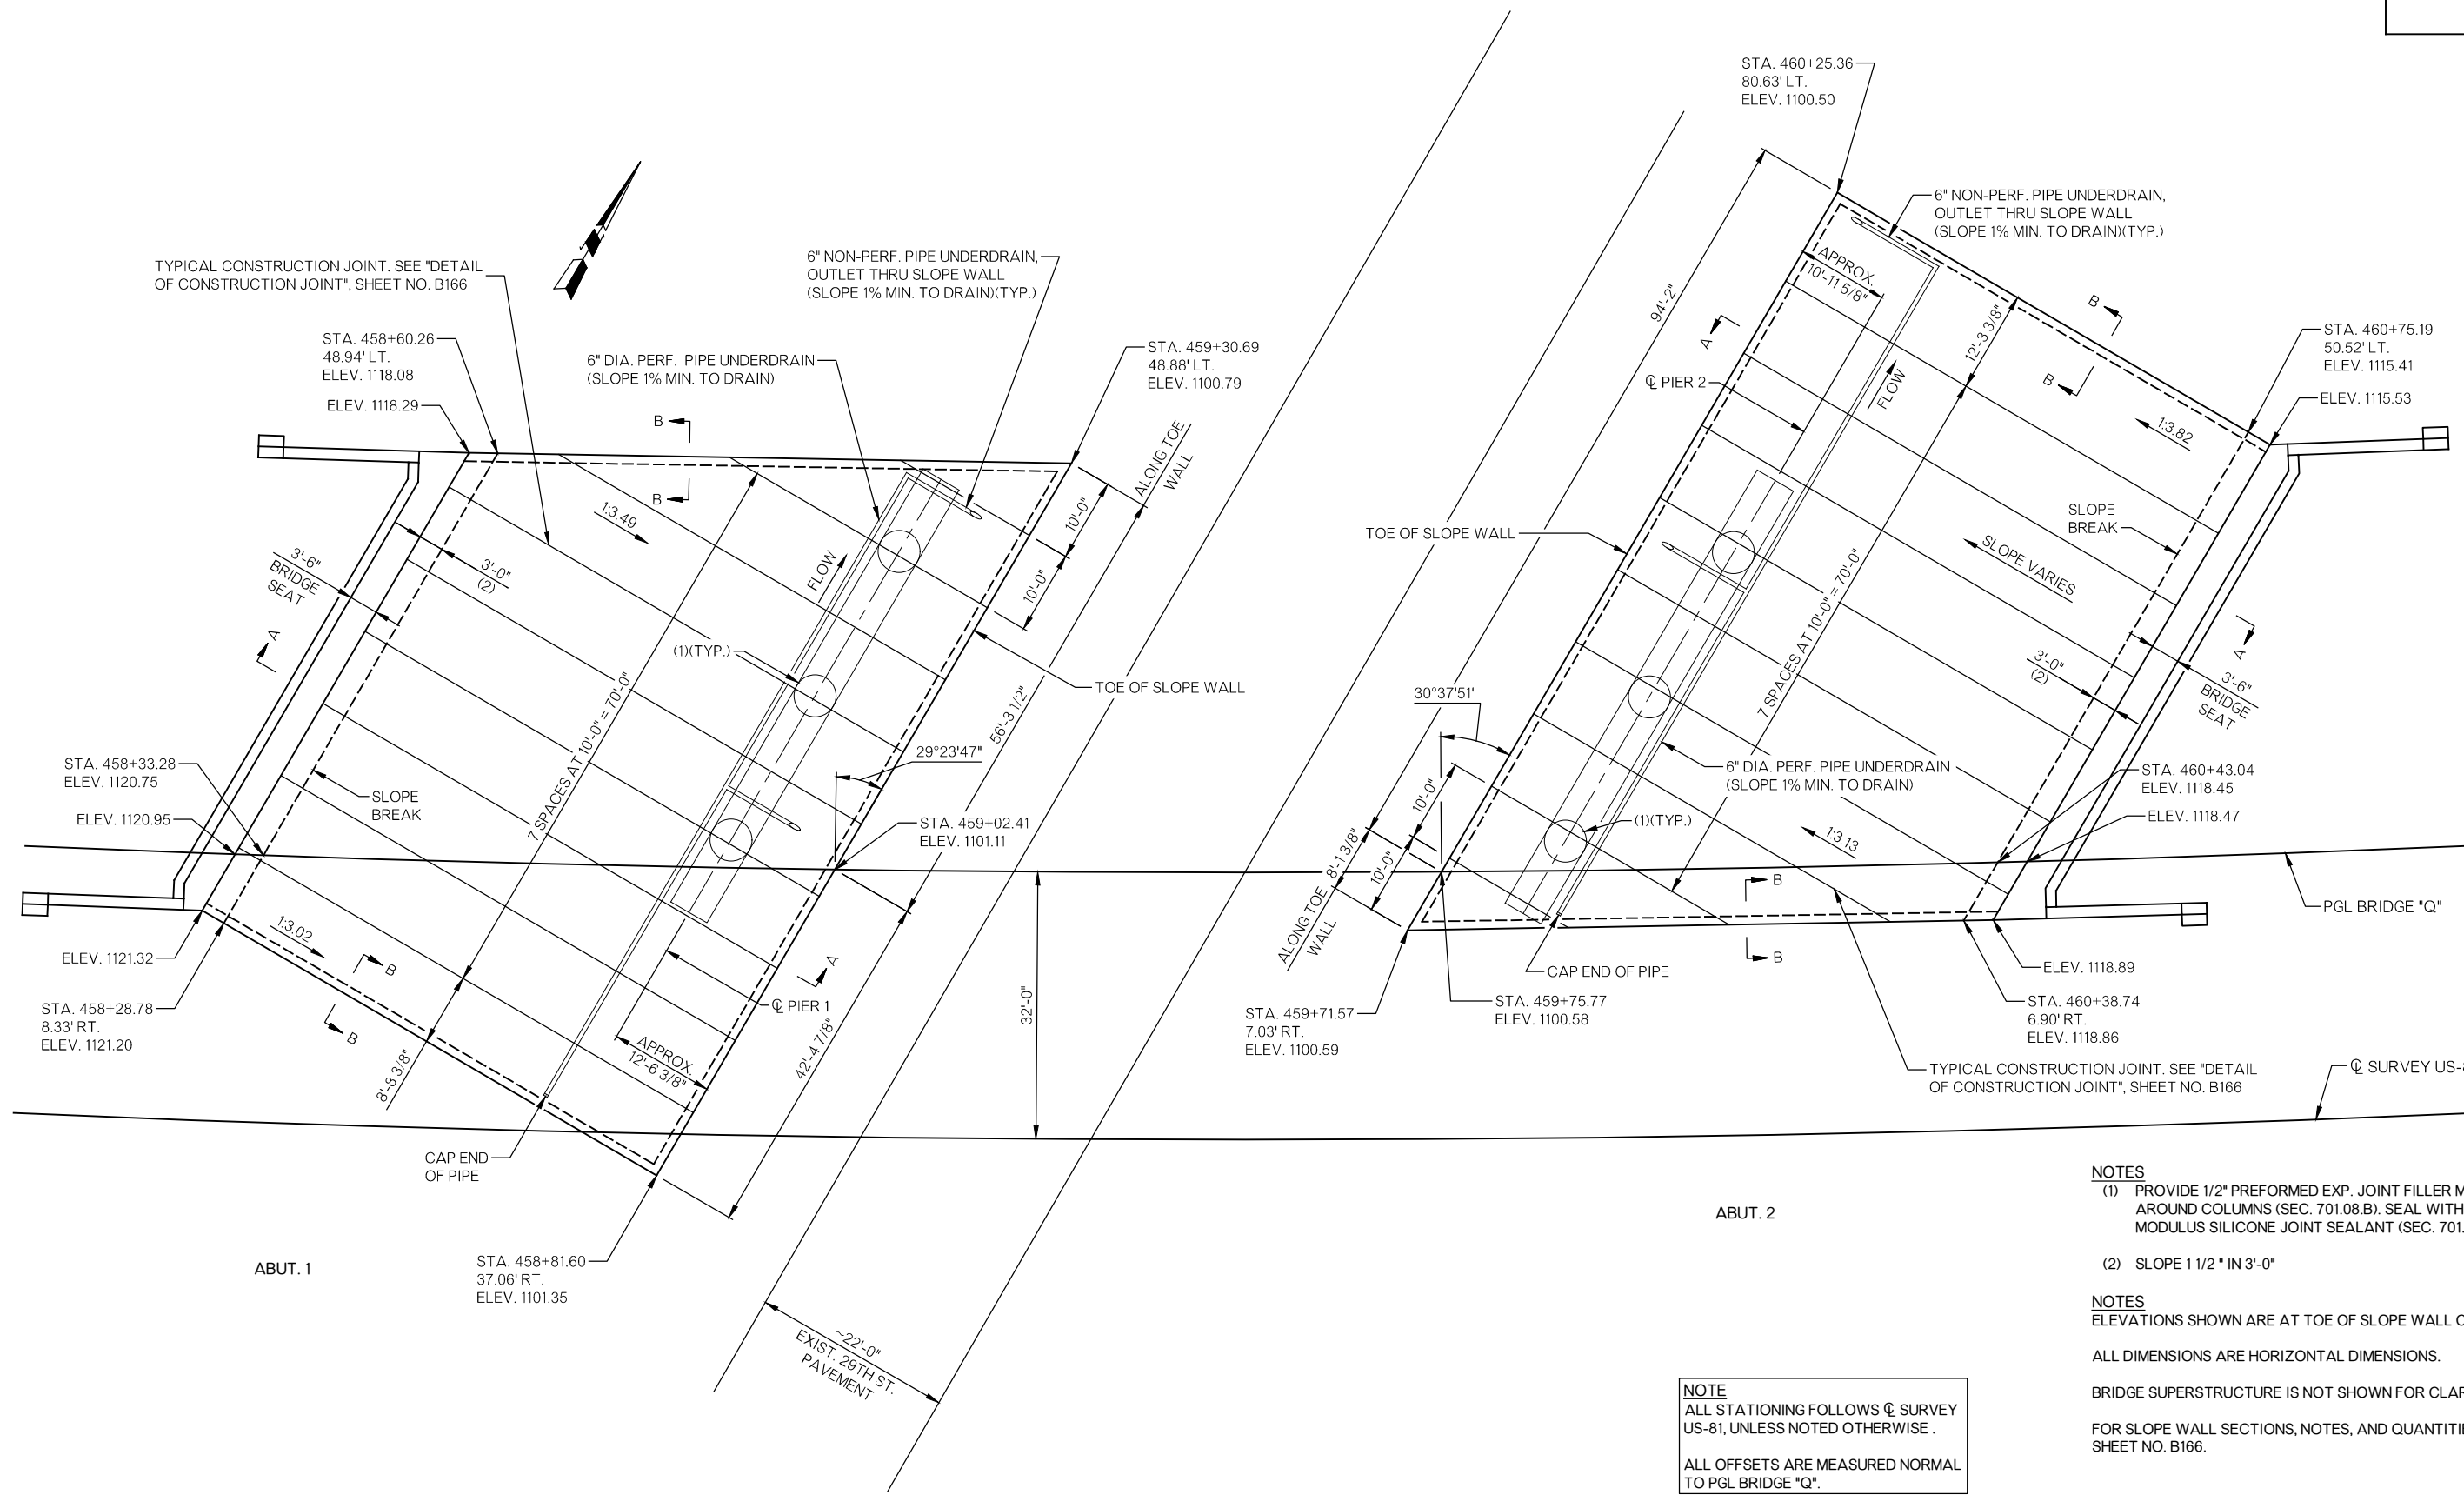 STA. 460+25.36
80.63' LT.
ELEV. 1100.50
6" NON-PERF. PIPE UNDERDRAIN,
OUTLET THRU SLOPE WALL
(SLOPE 1% MIN. TO DRAIN)(TYP.)
TYPICAL CONSTRUCTION JOINT. SEE "DETAIL
OF CONSTRUCTION JOINT", SHEET NO. B166
6" NON-PERF. PIPE UNDERDRAIN,
OUTLET THRU SLOPE WALL
(SLOPE 1% MIN. TO DRAIN)(TYP.)
APPROX.
10'-11 5/8"
94'-2"
A
B
B
12'-3 3/8"
STA. 458+60.26
48.94' LT.
ELEV. 1118.08
6" DIA. PERF. PIPE UNDERDRAIN
(SLOPE 1% MIN. TO DRAIN)
STA. 459+30.69
48.88' LT.
ELEV. 1100.79
STA. 460+75.19
50.52' LT.
ELEV. 1115.41
ELEV. 1118.29
ELEV. 1115.53
℄ PIER 2
FLOW
1:3.82
B
B
ALONG TOE
WALL
10'-0"
10'-0"
1:3.49
3'-6"
BRIDGE
SEAT
3'-0"
(2)
FLOW
A
TOE OF SLOPE WALL
SLOPE
BREAK
SLOPE VARIES
(1)(TYP.)
TOE OF SLOPE WALL
7 SPACES AT 10'-0" = 70'-0"
56'-3 1/2"
29°23'47"
30°37'51"
7 SPACES AT 10'-0" = 70'-0"
3'-0"
(2)
A
3'-6"
BRIDGE
SEAT
STA. 458+33.28
ELEV. 1120.75
SLOPE
BREAK
ELEV. 1120.95
STA. 459+02.41
ELEV. 1101.11
6" DIA. PERF. PIPE UNDERDRAIN
(SLOPE 1% MIN. TO DRAIN)
STA. 460+43.04
ELEV. 1118.45
ELEV. 1118.47
10'-0"
10'-0"
8'-1 3/8"
ALONG TOE
WALL
(1)(TYP.)
1:3.13
B
B
PGL BRIDGE "Q"
1:3.02
B
B
A
ELEV. 1121.32
STA. 458+28.78
8.33' RT.
ELEV. 1121.20
℄ PIER 1
APPROX.
12'-6 3/8"
8'-8 3/8"
42'-4 7/8"
32'-0"
CAP END OF PIPE
STA. 459+75.77
ELEV. 1100.58
STA. 459+71.57
7.03' RT.
ELEV. 1100.59
ELEV. 1118.89
STA. 460+38.74
6.90' RT.
ELEV. 1118.86
TYPICAL CONSTRUCTION JOINT. SEE "DETAIL
OF CONSTRUCTION JOINT", SHEET NO. B166
℄ SURVEY
CAP END
OF PIPE
STA. 458+81.60
37.06' RT.
ELEV. 1101.35
ABUT. 1
ABUT. 2
~22'-0"
EXIST. 29TH ST.
PAVEMENT
NOTES
(1) PROVIDE 1/2" PREFORMED EXP. JOINT FILLER
AROUND COLUMNS (SEC. 701.08.B). SEAL WITH
MODULUS SILICONE JOINT SEALANT (SEC. 701.
(2) SLOPE 1 1/2 " IN 3'-0"
NOTES
ELEVATIONS SHOWN ARE AT TOE OF SLOPE WALL
ALL DIMENSIONS ARE HORIZONTAL DIMENSIONS.
BRIDGE SUPERSTRUCTURE IS NOT SHOWN FOR
FOR SLOPE WALL SECTIONS, NOTES, AND
SHEET NO. B166.
NOTE
ALL STATIONING FOLLOWS ℄ SURVEY
US-81, UNLESS NOTED OTHERWISE .
ALL OFFSETS ARE MEASURED NORMAL
TO PGL BRIDGE "Q".